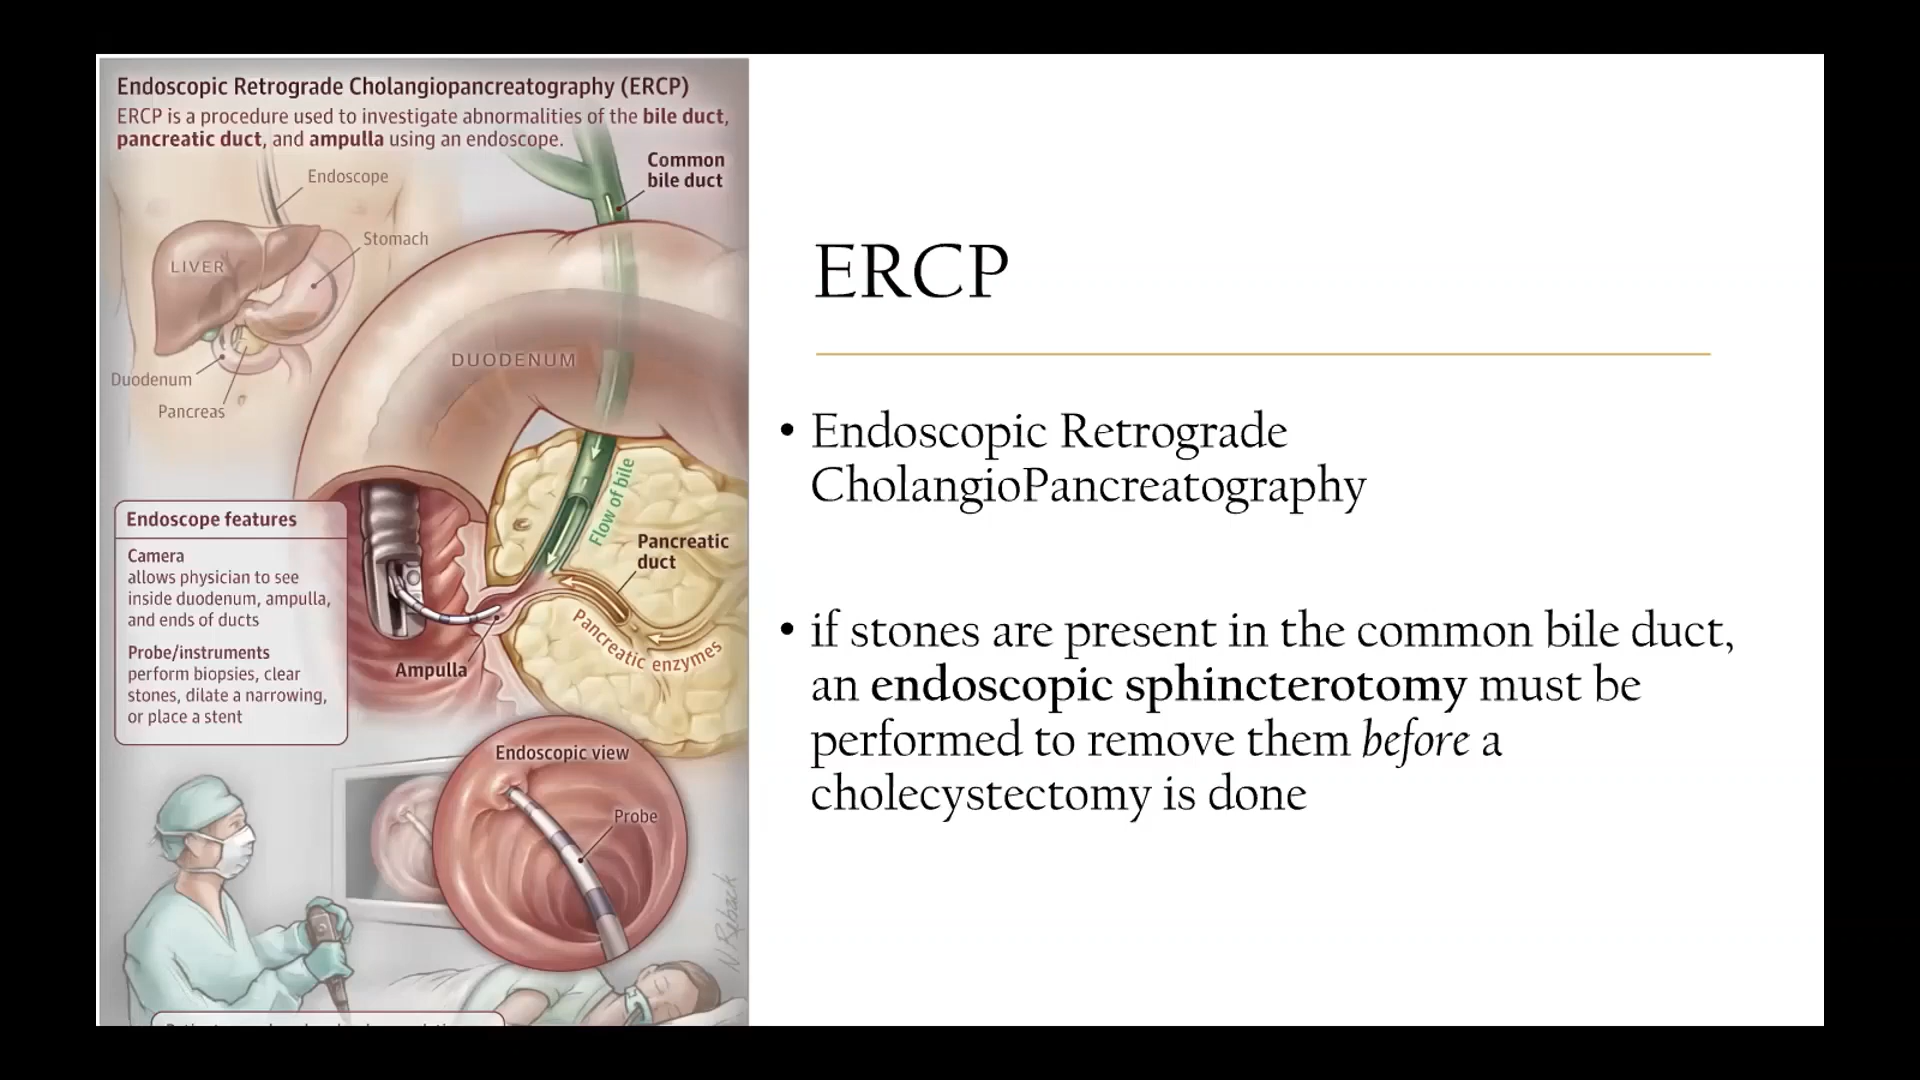 Endoscopic Retrograde Cholangiopancreatography (ERCP)
ERCP is a procedure used to investigate abnormalities of the bile duct,
pancreatic duct, and ampulla using an endoscope.
Common
bile duct
Endoscope
Stomach
LIVER
Duodenum
Pancreas
DUODENUM
Flow of bile
Pancreatic
duct
Pancreatic enzymes
Ampulla
Endoscope features
Camera
allows physician to see
inside duodenum, ampulla,
and ends of ducts
Probe/instruments
perform biopsies, clear
stones, dilate a narrowing,
or place a stent
Endoscopic view
Probe
ERCP
• Endoscopic Retrograde
CholangioPancreatography
• if stones are present in the common bile duct,
an endoscopic sphincterotomy must be
performed to remove them before a
cholecystectomy is done